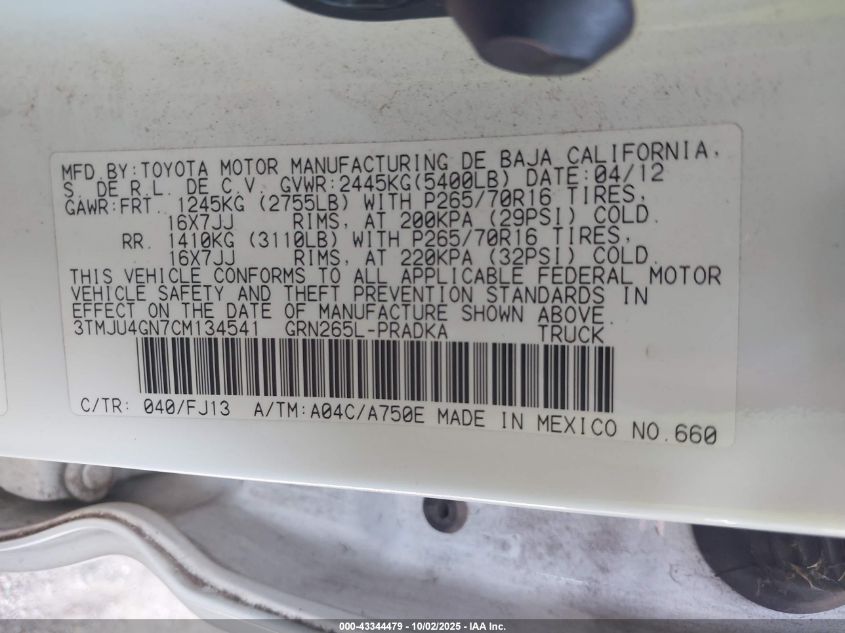 MFD.BY:TOYOTA MOTOR MANUFACTURING DE BAJA CALIFORNIA,
S. DE R.L. DE C.V. GVWR:2445KG(5400LB) DATE:04/12
GAWR:FRT. 1245KG (2755LB) WITH P265/70R16 TIRES,
16X7JJ RIMS, AT 200KPA (29PSI) COLD.
RR. 1410KG (3110LB) WITH P265/70R16 TIRES,
16X7JJ RIMS, AT 220KPA (32PSI) COLD.
THIS VEHICLE CONFORMS TO ALL APPLICABLE FEDERAL MOTOR
VEHICLE SAFETY AND THEFT PREVENTION STANDARDS IN
EFFECT ON THE DATE OF MANUFACTURE SHOWN ABOVE.
3TMJU4GN7CM134541 GRN265L-PRADKA TRUCK
C/TR: 040/FJ13 A/TM:A04C/A750E MADE IN MEXICO NO.660
000-43344479 • 10/02/2025 • IAA Inc.